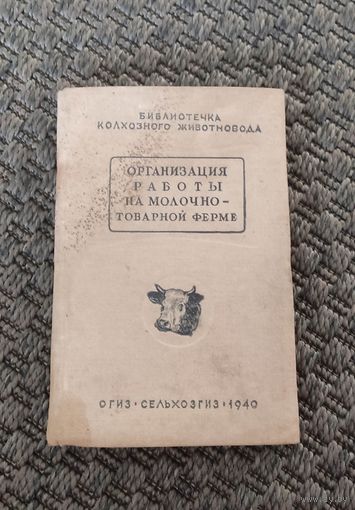 БИБЛИОТЕЧКА
КОЛХОЗНОГО ЖИВОТНОВОДА
ОРГАНИЗАЦИЯ
РАБОТЫ
НА МОЛОЧНО-
ТОВАРНОЙ ФЕРМЕ
ОГИЗ · СЕЛЬХОЗГИЗ · 1940